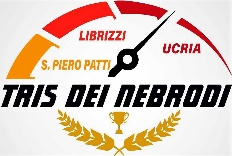 LIBRIZZI
UCRIA
S. PIERO PATTI
TRIS DEI NEBRODI